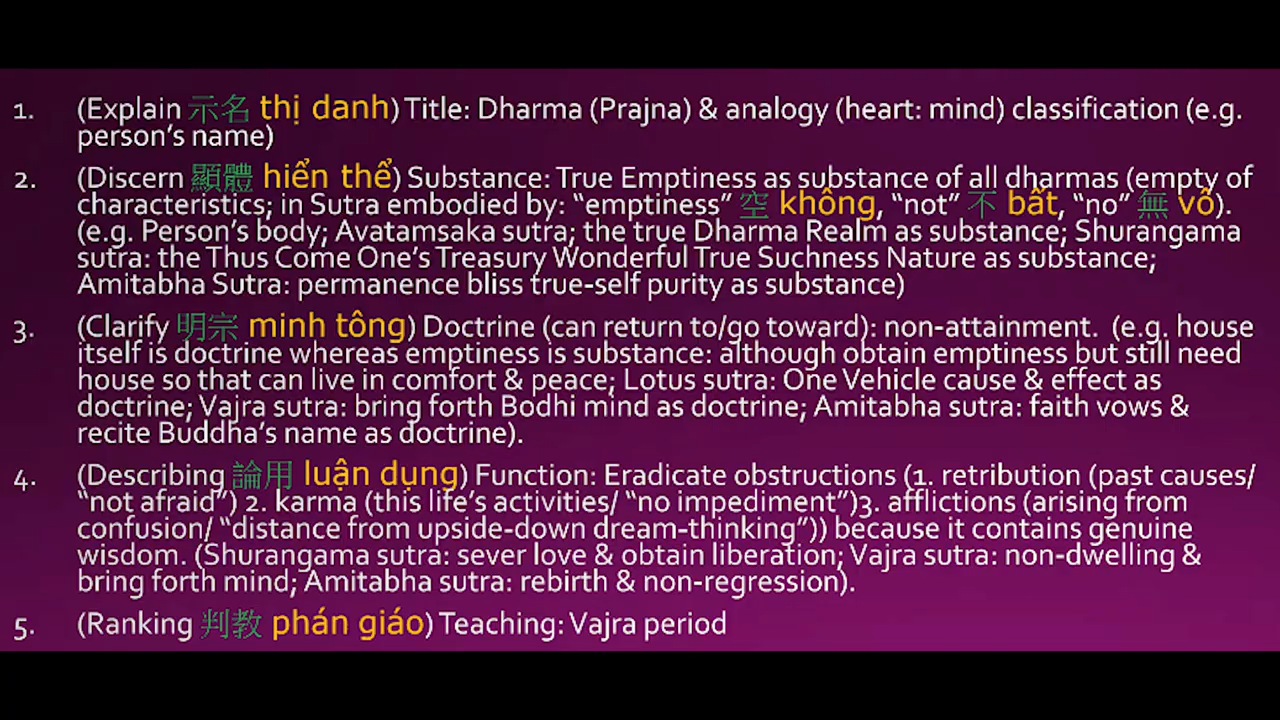 1. (Explain 示名 thị danh) Title: Dharma (Prajna) & analogy (heart: mind) classification (e.g.
person's name)
2. (Discern 顯體 hiển thể) Substance: True Emptiness as substance of all dharmas (empty of
characteristics; in Sutra embodied by: “emptiness” 空 không, “not” 不 bất, “no” 無 vô).
(e.g. Person's body; Avatamsaka sutra; the true Dharma Realm as substance; Shurangama
sutra: the Thus Come One's Treasury Wonderful True Suchness Nature as substance;
Amitabha Sutra: permanence bliss true-self purity as substance)
3. (Clarify 明宗 minh tông) Doctrine (can return to/go toward): non-attainment. (e.g. house
itself is doctrine whereas emptiness is substance: although obtain emptiness but still need
house so that can live in comfort & peace; Lotus sutra: One Vehicle cause & effect as
doctrine; Vajra sutra: bring forth Bodhi mind as doctrine; Amitabha sutra: faith vows &
recite Buddha's name as doctrine).
4. (Describing 論用 luận dụng) Function: Eradicate obstructions (1. retribution (past causes/
“not afraid”) 2. karma (this life's activities/ “no impediment”)3. afflictions (arising from
confusion/ “distance from upside-down dream-thinking”)) because it contains genuine
wisdom. (Shurangama sutra: sever love & obtain liberation; Vajra sutra: non-dwelling &
bring forth mind; Amitabha sutra: rebirth & non-regression).
5. (Ranking 判教 phán giáo) Teaching: Vajra period